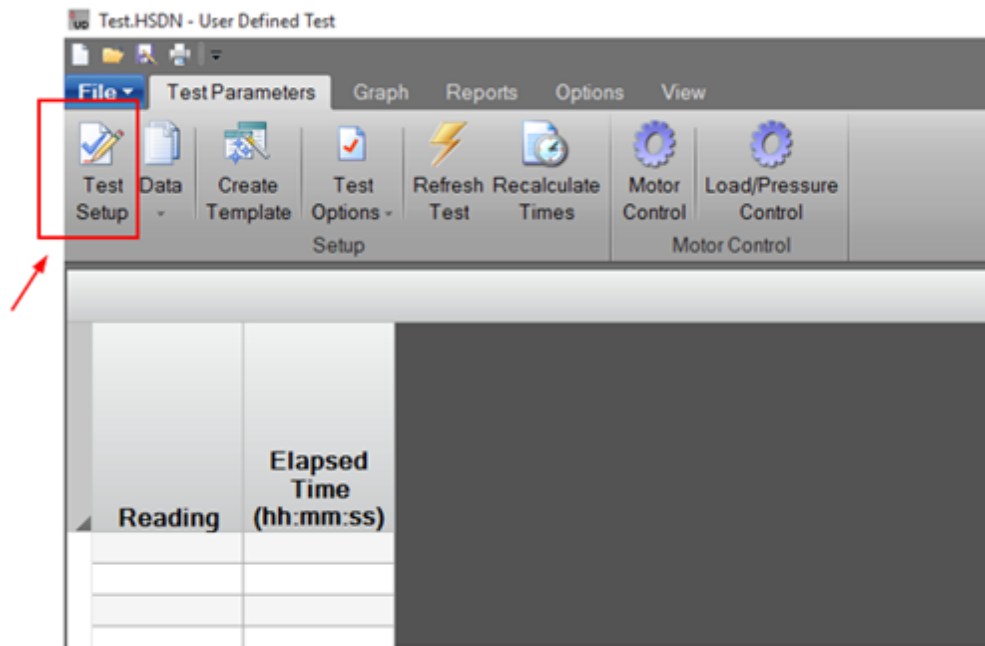 UD Test.HSDN - User Defined Test
File Test Parameters Graph Reports Options View
Test Setup
Data
Create Template
Test Options
Refresh Test
Recalculate Times
Motor Control
Load/Pressure Control
Setup
Motor Control
Reading
Elapsed
Time
(hh:mm:ss)